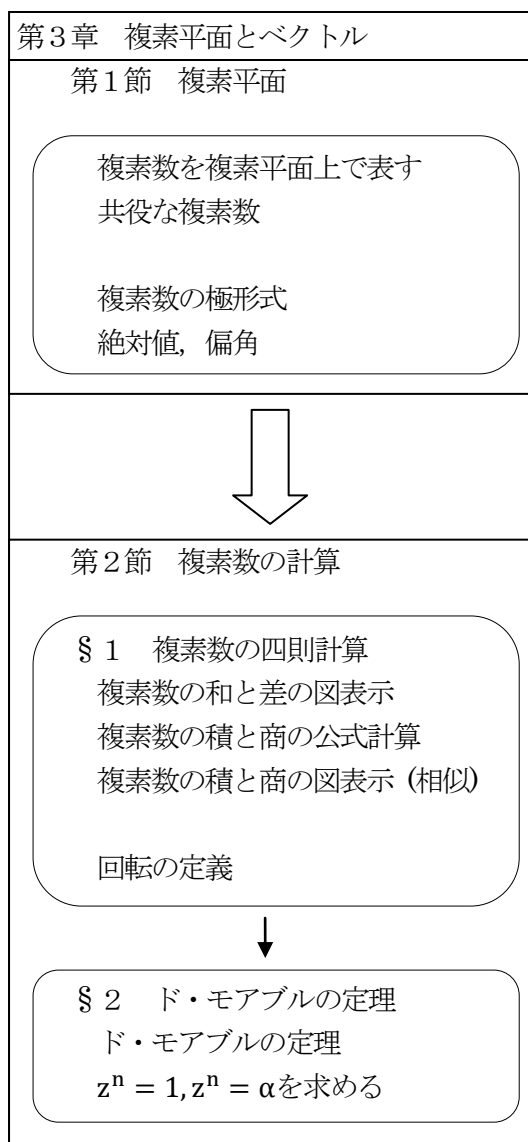 第３章　複素平面とベクトル
第１節　複素平面
複素数を複素平面上で表す
共役な複素数
複素数の極形式
絶対値，偏角
第２節　複素数の計算
§１　複素数の四則計算
複素数の和と差の図表示
複素数の積と商の公式計算
複素数の積と商の図表示 (相似)
回転の定義
§２　ド・モアブルの定理
ド・モアブルの定理
zⁿ = 1, zⁿ = αを求める